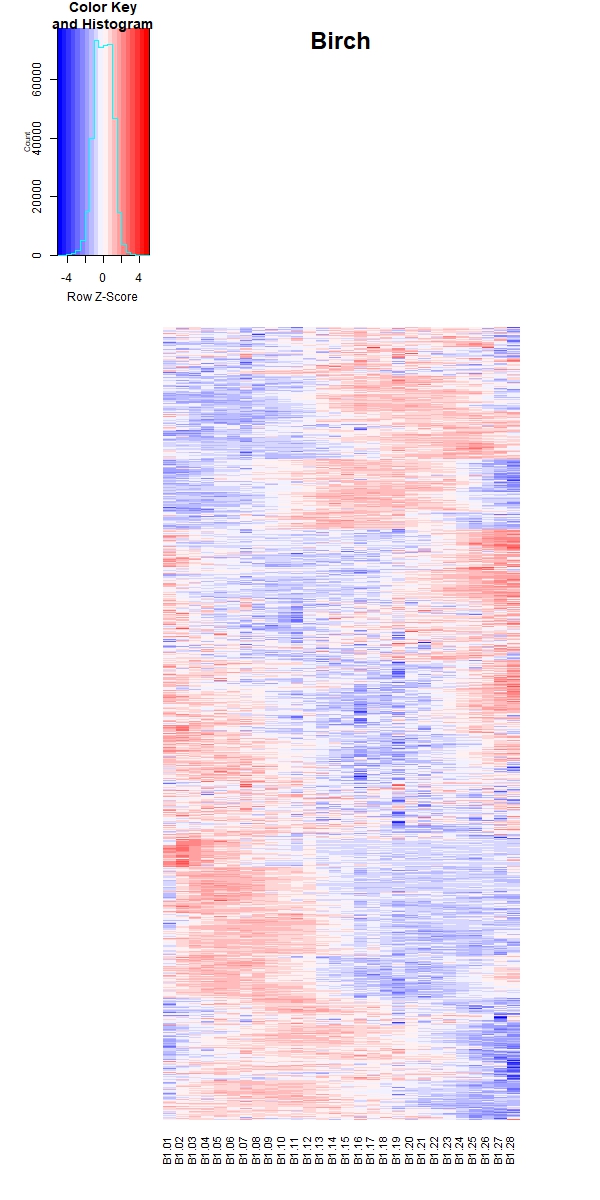 Color Key
and Histogram
Birch
Count
0
20000
40000
60000
-4
0
4
Row Z-Score
B1.01
B1.02
B1.03
B1.04
B1.05
B1.06
B1.07
B1.08
B1.09
B1.10
B1.11
B1.12
B1.13
B1.14
B1.15
B1.16
B1.17
B1.18
B1.19
B1.20
B1.21
B1.22
B1.23
B1.24
B1.25
B1.26
B1.27
B1.28